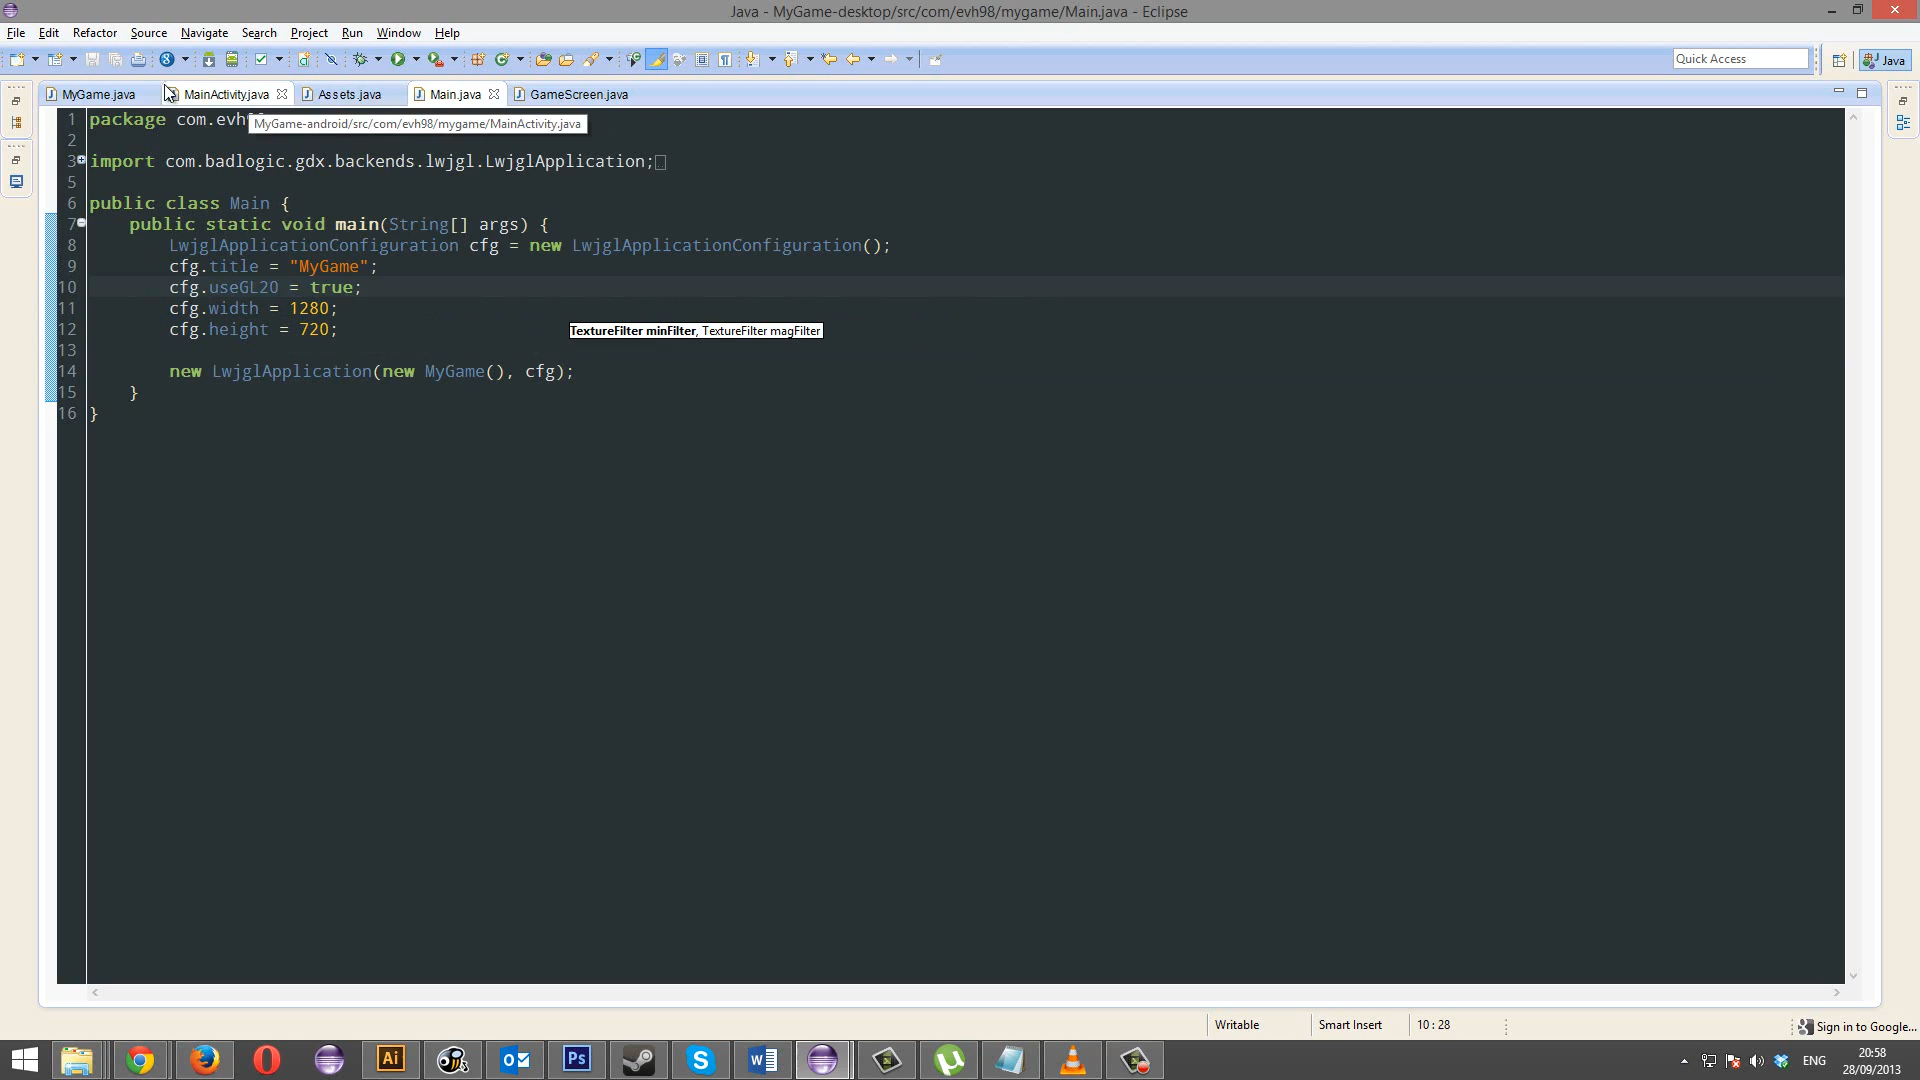 Java - MyGame-desktop/src/com/evh98/mygame/Main.java - Eclipse
File Edit Refactor Source Navigate Search Project Run Window Help
Quick Access
Java
MyGame.java MainActivity.java Assets.java Main.java GameScreen.java
1 package com.evh
MyGame-android/src/com/evh98/mygame/MainActivity.java
2
3 import com.badlogic.gdx.backends.lwjgl.LwjglApplication;
5
6 public class Main {
7 public static void main(String[] args) {
8 LwjglApplicationConfiguration cfg = new LwjglApplicationConfiguration();
9 cfg.title = "MyGame";
10 cfg.useGL20 = true;
11 cfg.width = 1280;
12 cfg.height = 720;
TextureFilter minFilter, TextureFilter magFilter
13
14 new LwjglApplication(new MyGame(), cfg);
15 }
16 }
Writable Smart Insert 10 : 28
Sign in to Google...
Ai Ps
ENG
20:58
28/09/2013